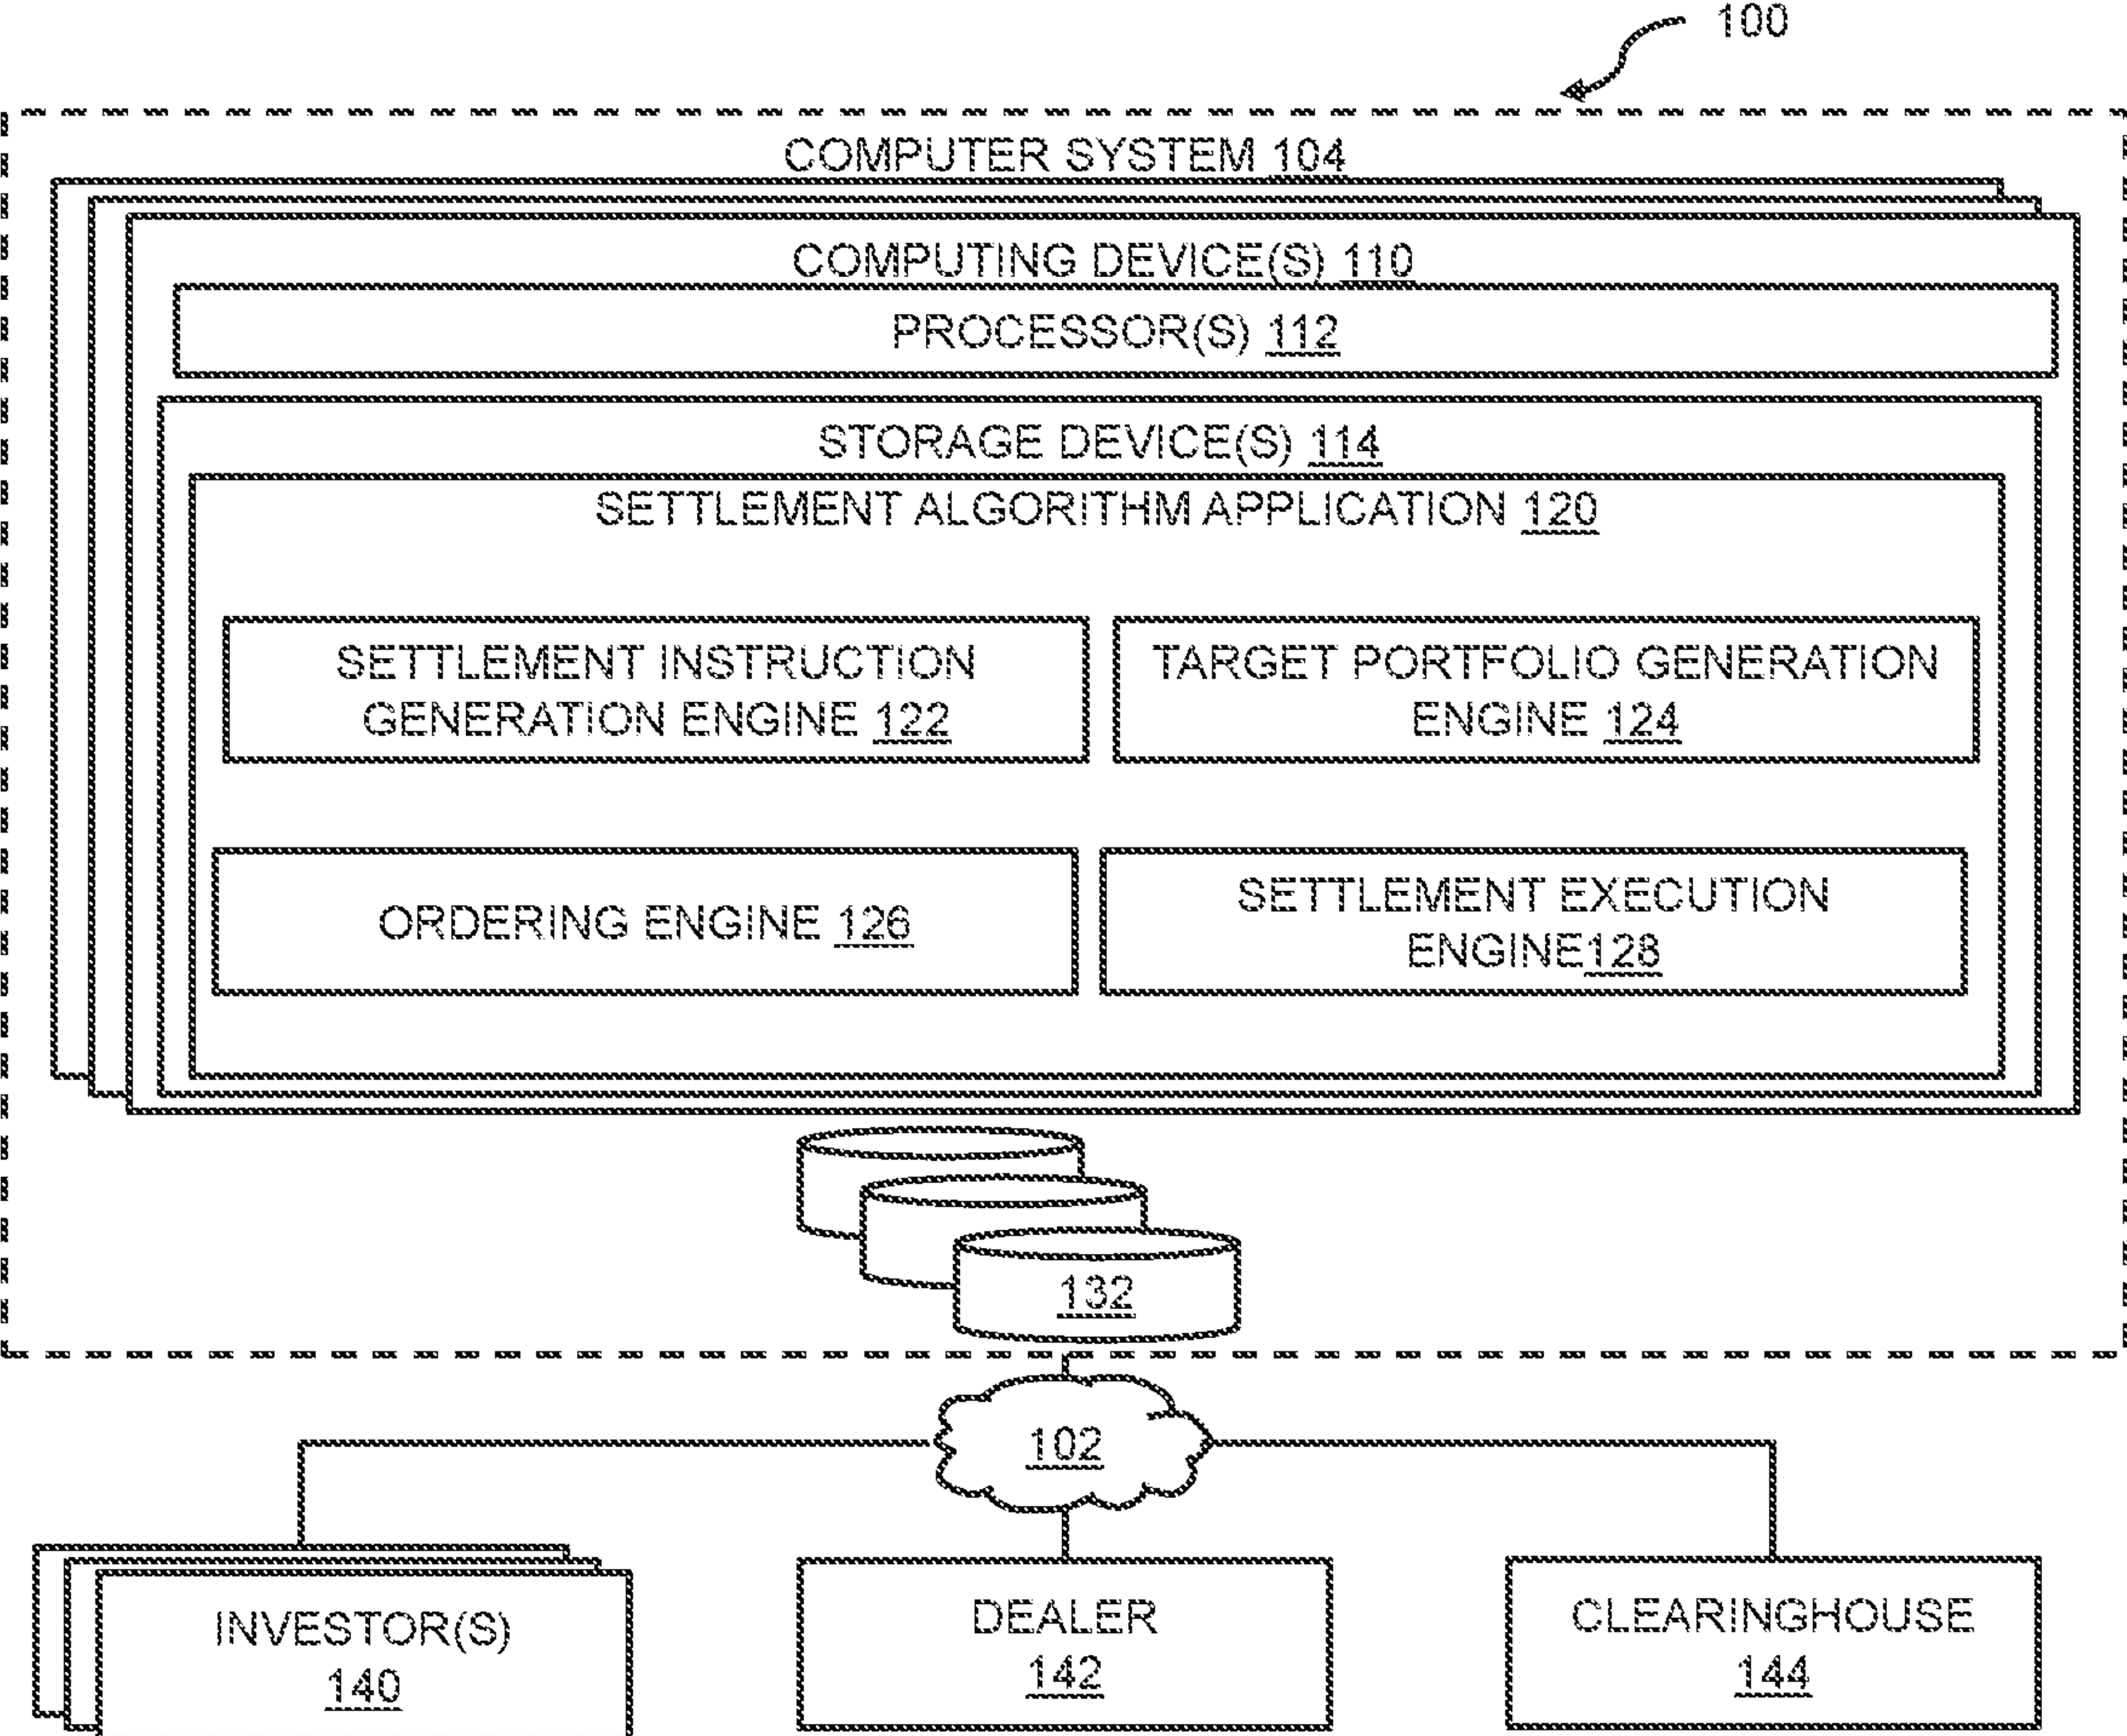 100
COMPUTER SYSTEM 104
COMPUTING DEVICE(S) 110
PROCESSOR(S) 112
STORAGE DEVICE(S) 114
SETTLEMENT ALGORITHM APPLICATION 120
SETTLEMENT INSTRUCTION
GENERATION ENGINE 122
TARGET PORTFOLIO GENERATION
ENGINE 124
ORDERING ENGINE 126
SETTLEMENT EXECUTION
ENGINE128
132
102
INVESTOR(S)
140
DEALER
142
CLEARINGHOUSE
144